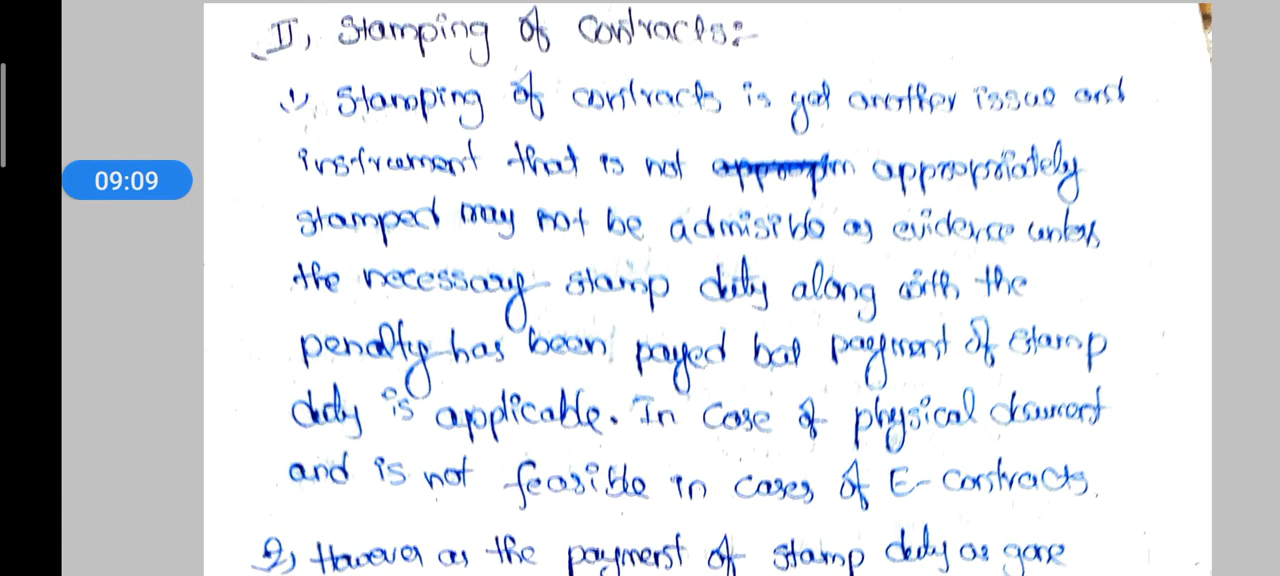 II, Stamping of contracts:-
1, Stamping of contracts is yet another issue and
instrument that is not appropriately
09:09
stamped may not be admisible as evidence unless
the necessary stamp duty along with the
penalty has been payed but payment of stamp
duty is applicable. In case of physical document
and is not feasible in cases of E-contracts.
2, However as the payment of stamp duty as gone